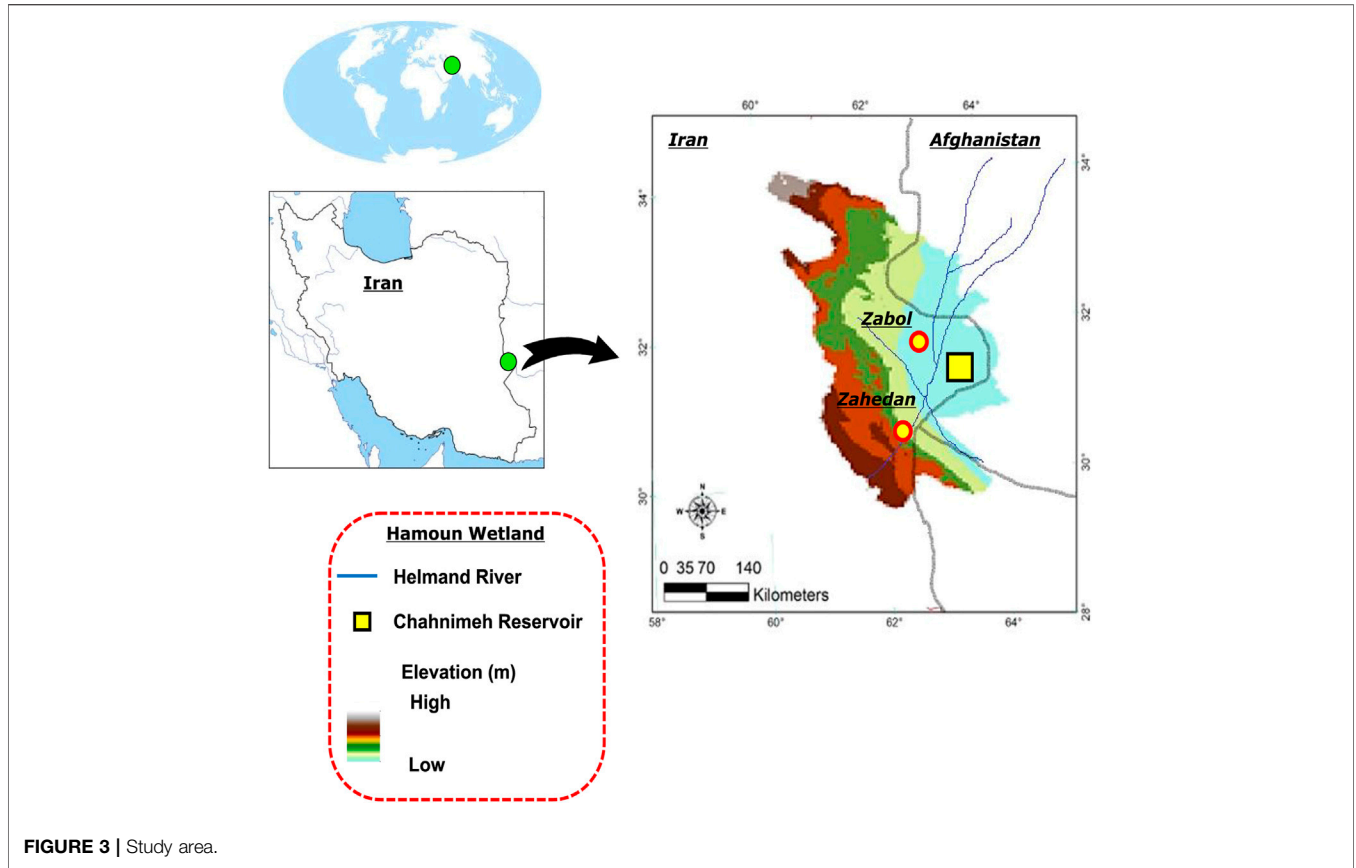 Iran
60°
62°
64°
Iran
Afghanistan
34°
34°
32°
32°
30°
30°
28°
Zabol
Zahedan
N
W
E
S
0 35 70 140
Kilometers
58°
60°
62°
64°
Hamoun Wetland
Helmand River
Chahnimeh Reservoir
Elevation (m)
High
Low
FIGURE 3 | Study area.